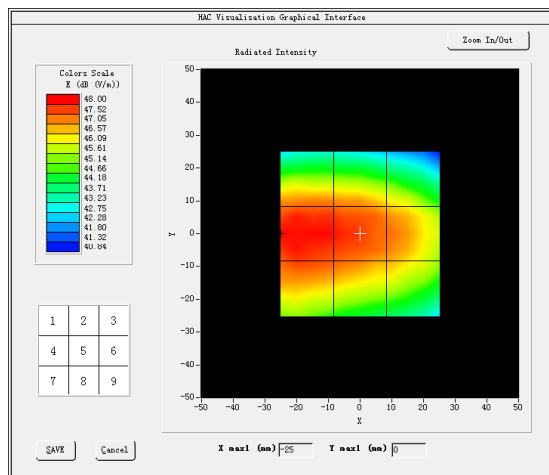 HAC Visualisation Graphical Interface
Zoom In/Out
Radiated Intensity
Colors Scale
E (dB (V/m))
48.00
47.52
47.05
46.57
46.09
45.61
45.14
44.66
44.18
43.71
43.23
42.75
42.28
41.80
41.32
40.84
50
40
30
20
10
0
-10
-20
-30
-40
-50
Y
-50 -40 -30 -20 -10 0 10 20 30 40 50
X
1 2 3
4 5 6
7 8 9
SAVE
Cancel
X max1 (mm) -25
Y max1 (mm) 0